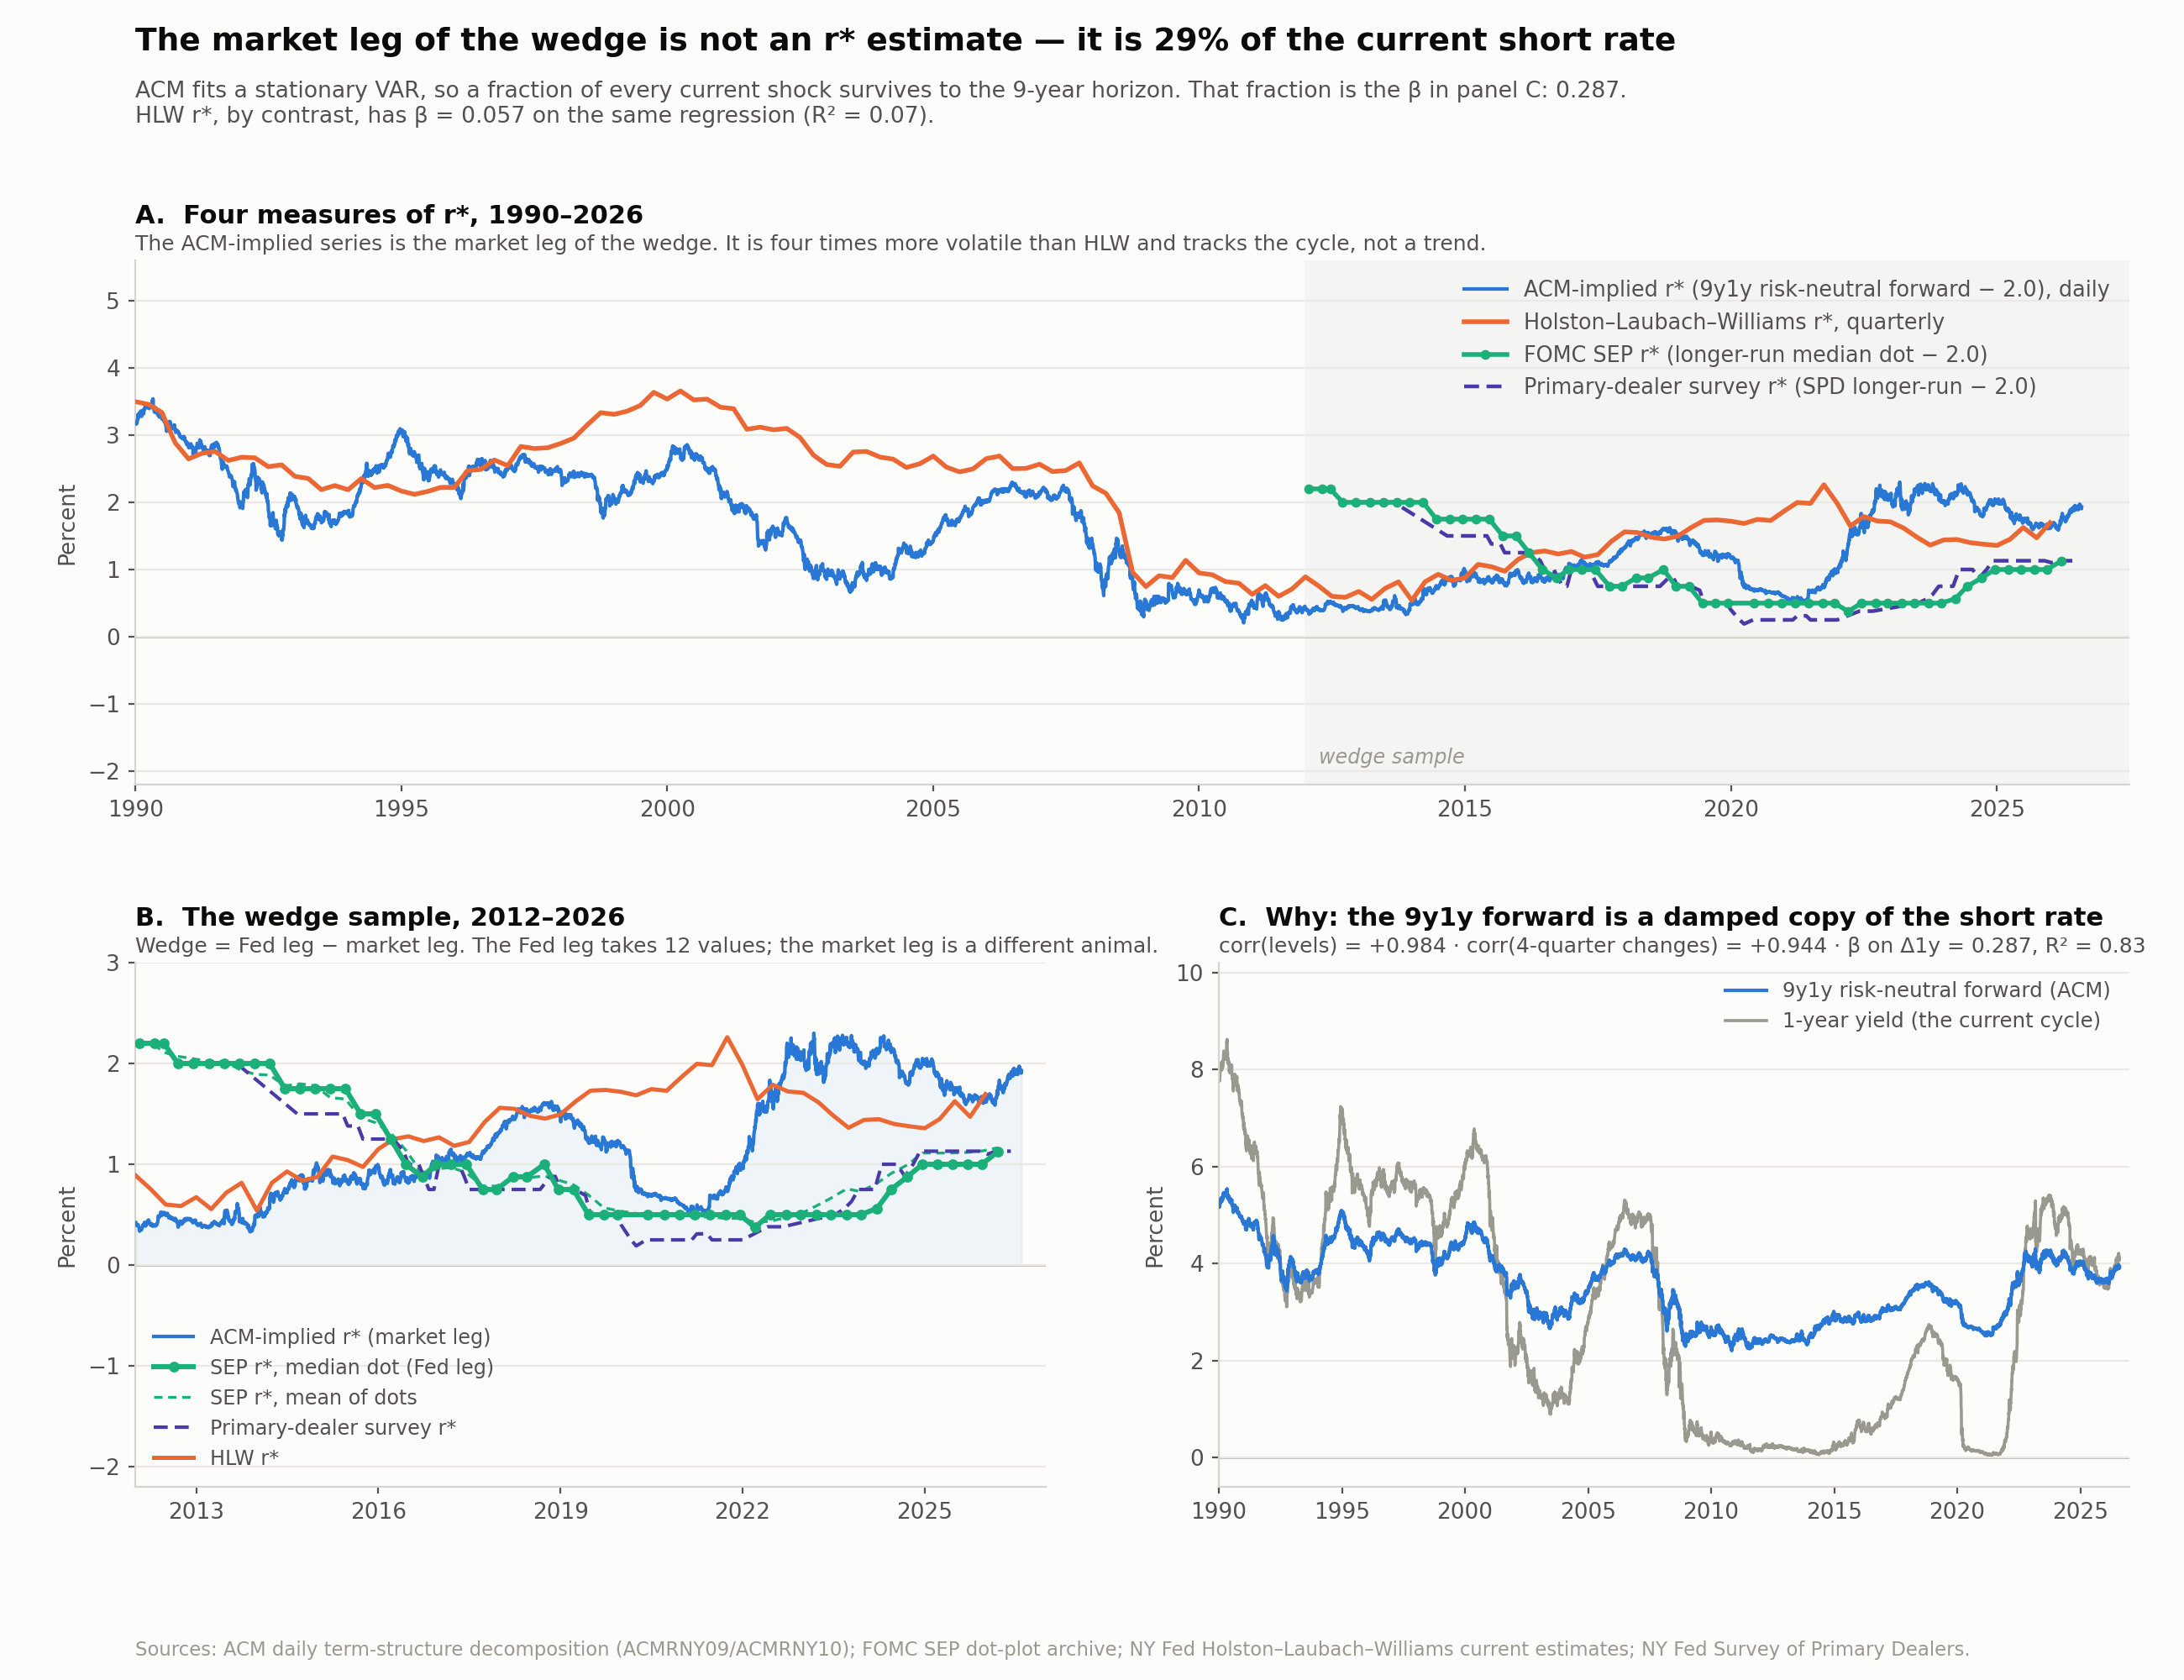 The market leg of the wedge is not an r* estimate — it is 29% of the current short rate
ACM fits a stationary VAR, so a fraction of every current shock survives to the 9-year horizon. That fraction is the β in panel C: 0.287.
HLW r*, by contrast, has β = 0.057 on the same regression (R² = 0.07).
A.  Four measures of r*, 1990–2026
The ACM-implied series is the market leg of the wedge. It is four times more volatile than HLW and tracks the cycle, not a trend.
ACM-implied r* (9y1y risk-neutral forward − 2.0), daily
Holston–Laubach–Williams r*, quarterly
FOMC SEP r* (longer-run median dot − 2.0)
Primary-dealer survey r* (SPD longer-run − 2.0)
Percent
5
4
3
2
1
0
−1
−2
wedge sample
1990 1995 2000 2005 2010 2015 2020 2025
B.  The wedge sample, 2012–2026
Wedge = Fed leg − market leg. The Fed leg takes 12 values; the market leg is a different animal.
Percent
3
2
1
0
−1
−2
ACM-implied r* (market leg)
SEP r*, median dot (Fed leg)
SEP r*, mean of dots
Primary-dealer survey r*
HLW r*
2013 2016 2019 2022 2025
C.  Why: the 9y1y forward is a damped copy of the short rate
corr(levels) = +0.984 · corr(4-quarter changes) = +0.944 · β on Δ1y = 0.287, R² = 0.83
9y1y risk-neutral forward (ACM)
1-year yield (the current cycle)
Percent
10
8
6
4
2
0
1990 1995 2000 2005 2010 2015 2020 2025
Sources: ACM daily term-structure decomposition (ACMRNY09/ACMRNY10); FOMC SEP dot-plot archive; NY Fed Holston–Laubach–Williams current estimates; NY Fed Survey of Primary Dealers.